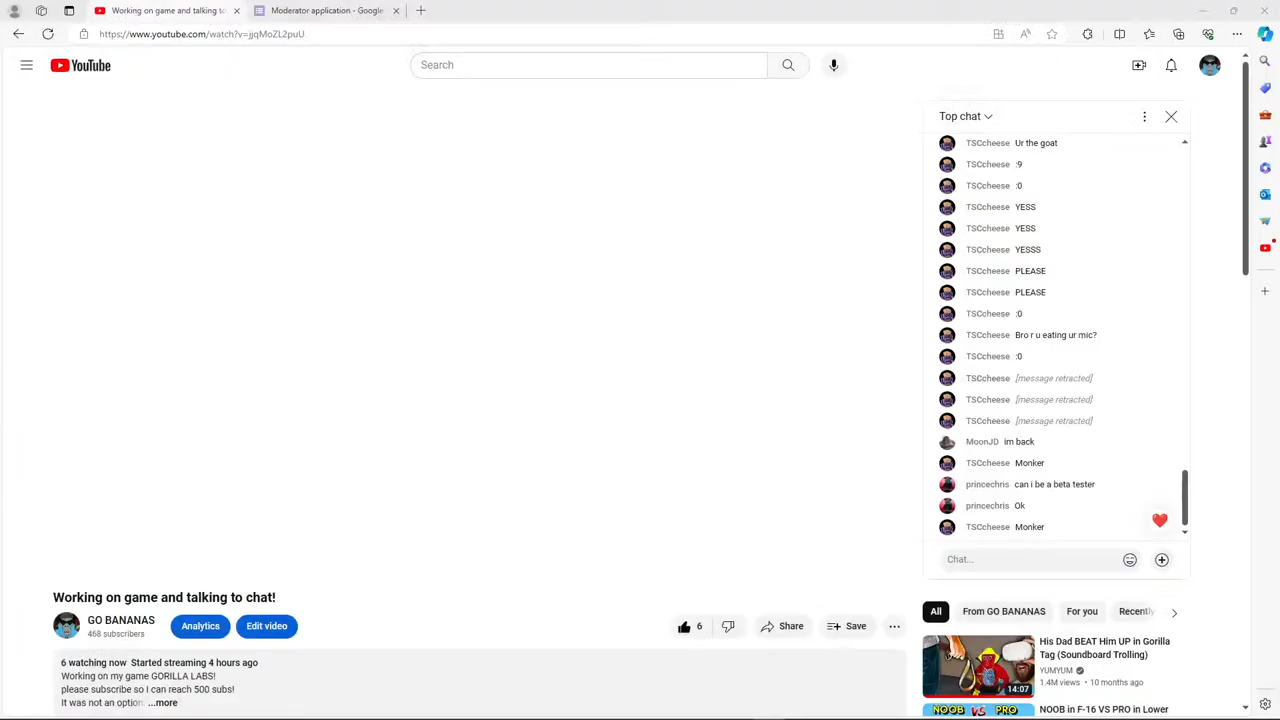 Working on game and talking to
Moderator application - Google
https://www.youtube.com/watch?v=jjqMoZL2puU
YouTube
Search
Top chat
TSCcheese Ur the goat
TSCcheese :9
TSCcheese :0
TSCcheese YESS
TSCcheese YESS
TSCcheese YESSS
TSCcheese PLEASE
TSCcheese PLEASE
TSCcheese :0
TSCcheese Bro r u eating ur mic?
TSCcheese :0
TSCcheese [message retracted]
TSCcheese [message retracted]
TSCcheese [message retracted]
MoonJD im back
TSCcheese Monker
princechris can i be a beta tester
princechris Ok
TSCcheese Monker
Chat...
Working on game and talking to chat!
GO BANANAS
468 subscribers
Analytics
Edit video
6
Share
Save
6 watching now Started streaming 4 hours ago
Working on my game GORILLA LABS!
please subscribe so I can reach 500 subs!
It was not an option. ...more
All
From GO BANANAS
For you
Recently
His Dad BEAT Him UP in Gorilla
Tag (Soundboard Trolling)
YUMYUM
1.4M views • 10 months ago
14:07
NOOB VS PRO
NOOB in F-16 VS PRO in Lower